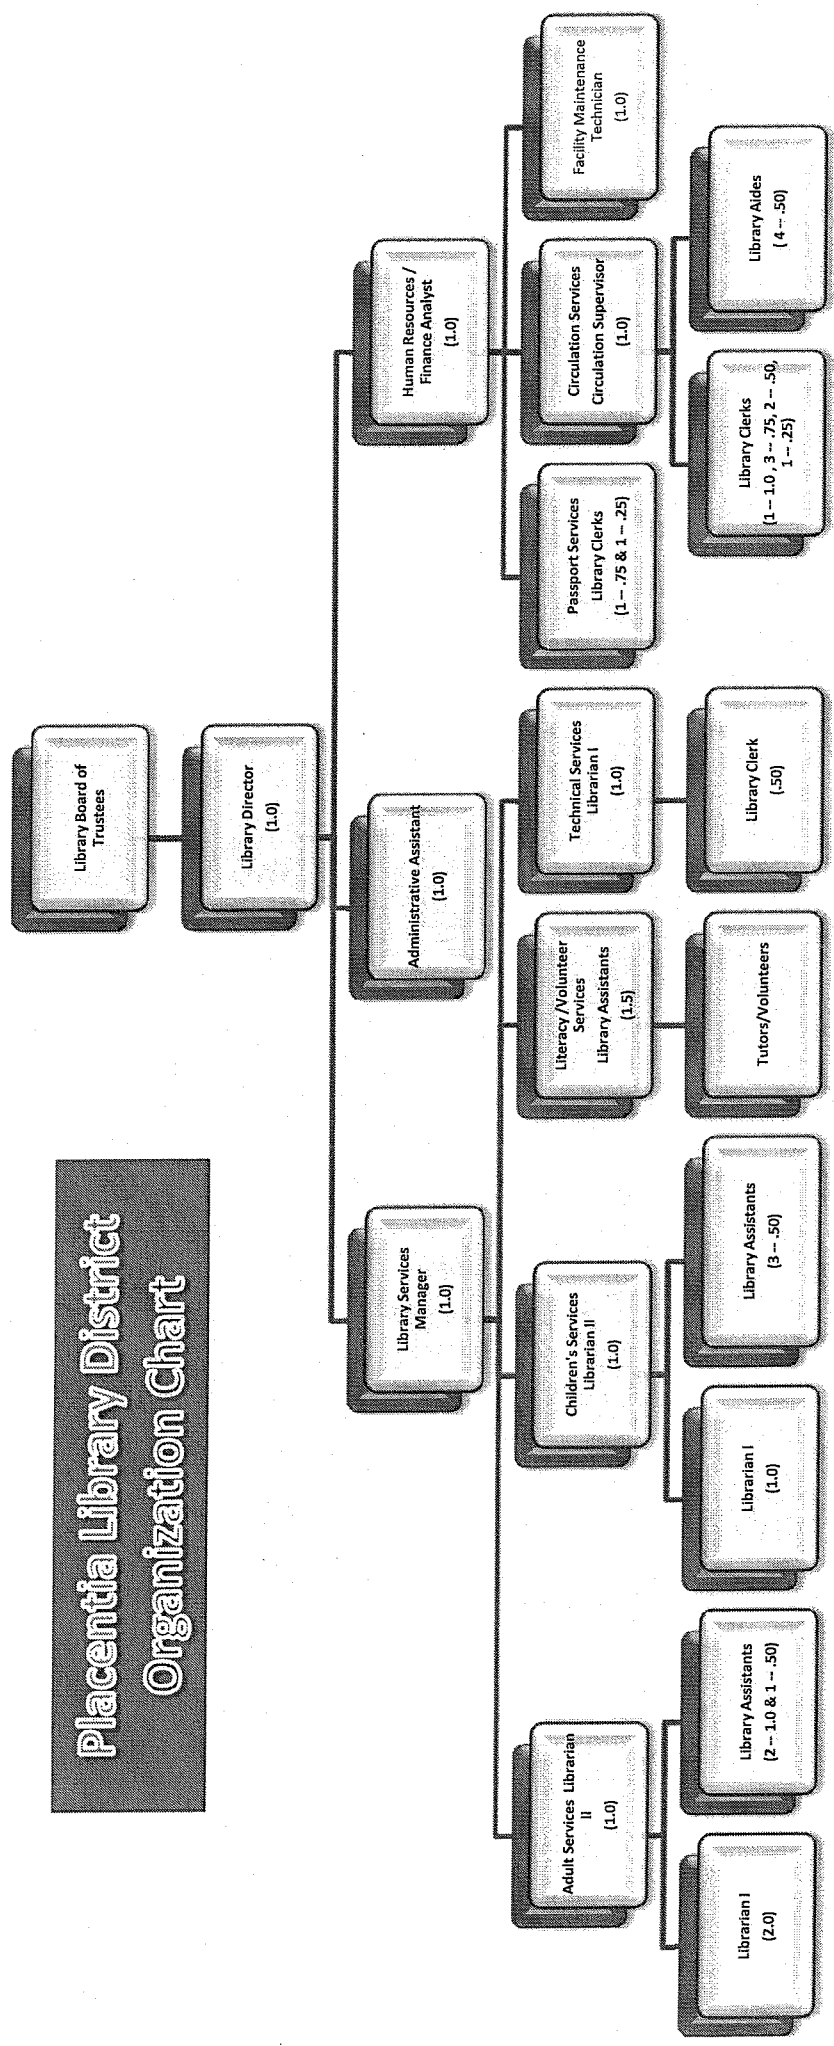 Placentia Library District
Organization Chart
Library Board of
Trustees
Library Director
(1.0)
Library Services
Manager
(1.0)
Administrative Assistant
(1.0)
Human Resources /
Finance Analyst
(1.0)
Adult Services Librarian
II
(1.0)
Children's Services
Librarian II
(1.0)
Literacy /Volunteer
Services
Library Assistants
(1.5)
Technical Services
Librarian I
(1.0)
Passport Services
Library Clerks
(1 -- .75 & 1 -- .25)
Circulation Services
Circulation Supervisor
(1.0)
Facility Maintenance
Technician
(1.0)
Librarian I
(2.0)
Library Assistants
(2 -- 1.0 & 1 -- .50)
Librarian I
(1.0)
Library Assistants
(3 -- .50)
Tutors/Volunteers
Library Clerk
(.50)
Library Clerks
(1 -- 1.0 , 3 -- .75, 2 -- .50,
1 -- .25)
Library Aides
( 4 -- .50)